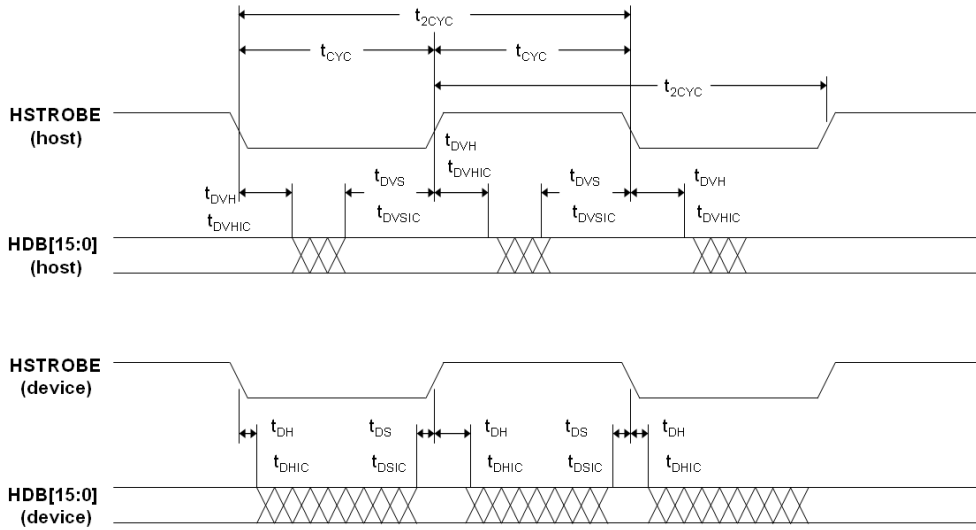 t2CYC
tCYC tCYC
t2CYC
HSTROBE
(host)
tDVH
tDVS tDVHIC tDVS
tDVH tDVH
tDVHIC tDVSIC tDVSIC tDVHIC
HDB[15:0]
(host)
HSTROBE
(device)
tDH tDS tDH tDS tDH
tDHIC tDSIC tDHIC tDSIC tDHIC
HDB[15:0]
(device)